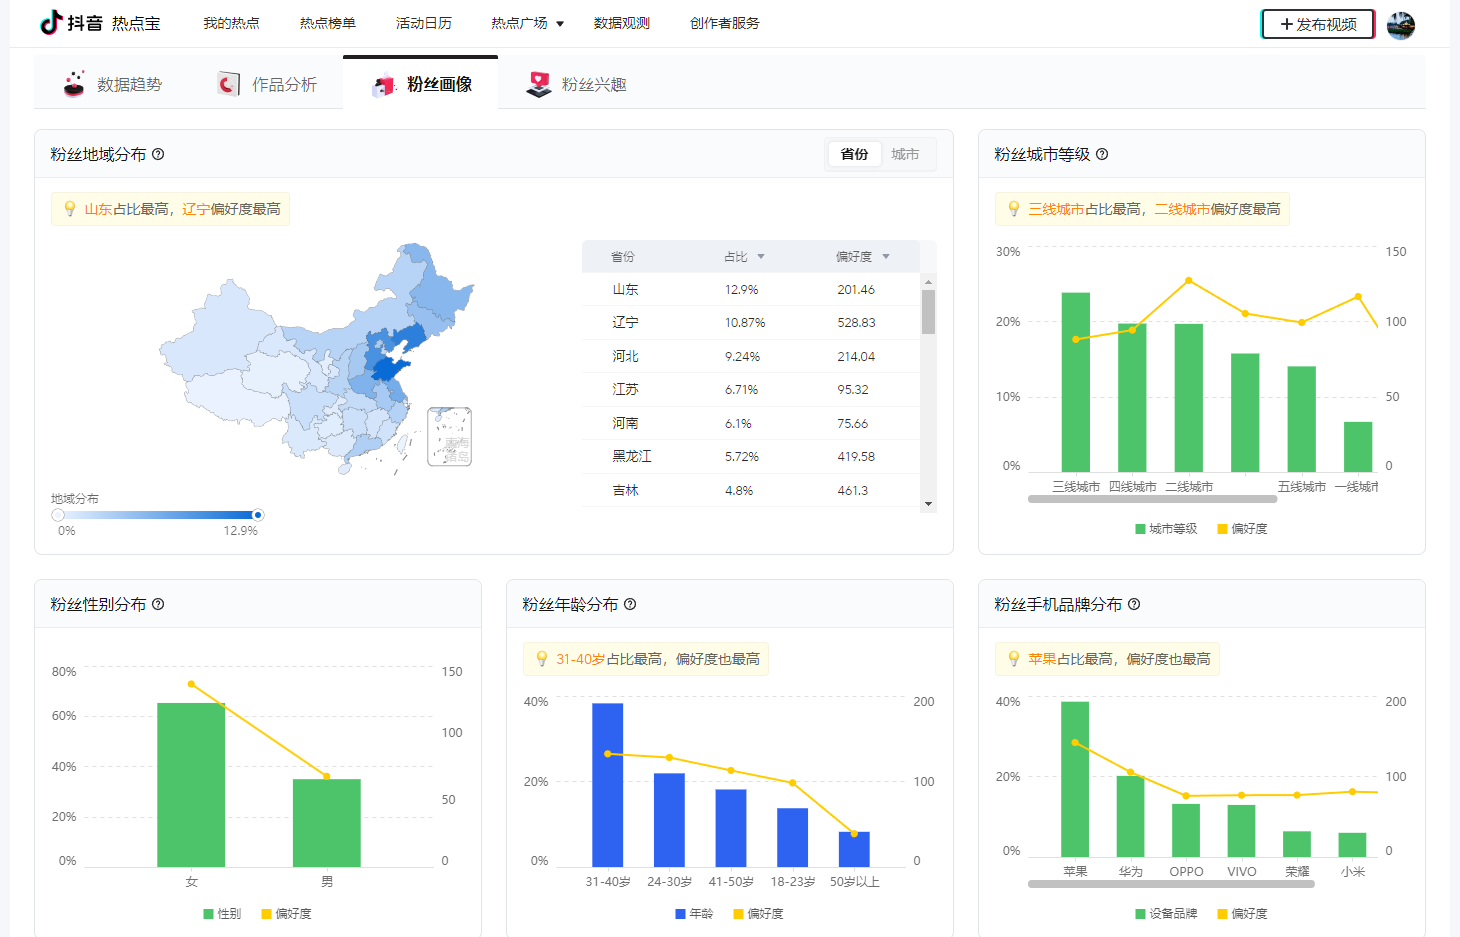 抖音 热点宝 我的热点 热点榜单 活动日历 热点广场 数据观测 创作者服务 发布视频
数据趋势 作品分析 粉丝画像 粉丝兴趣
粉丝地域分布
省份 城市
山东占比最高，辽宁偏好度最高
省份 占比 偏好度
山东 12.9% 201.46
辽宁 10.87% 528.83
河北 9.24% 214.04
江苏 6.71% 95.32
河南 6.1% 75.66
黑龙江 5.72% 419.58
吉林 4.8% 461.3
南海
诸岛
地域分布
0% 12.9%
粉丝城市等级
三线城市占比最高，二线城市偏好度最高
30% 150
20% 100
10% 50
0% 0
三线城市 四线城市 二线城市 五线城市 一线城市
城市等级 偏好度
粉丝性别分布
80% 150
60% 100
40% 50
20%
0% 0
女 男
性别 偏好度
粉丝年龄分布
31-40岁占比最高，偏好度也最高
40% 200
20% 100
0% 0
31-40岁 24-30岁 41-50岁 18-23岁 50岁以上
年龄 偏好度
粉丝手机品牌分布
苹果占比最高，偏好度也最高
40% 200
20% 100
0% 0
苹果 华为 OPPO VIVO 荣耀 小米
设备品牌 偏好度